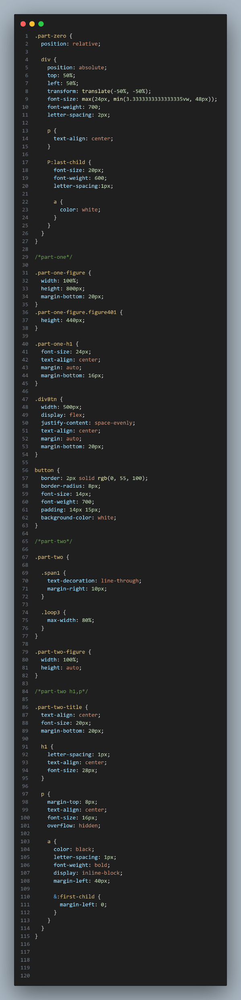 1 .part-zero {
2   position: relative;
3
4   div {
5     position: absolute;
6     top: 50%;
7     left: 50%;
8     transform: translate(-50%, -50%);
9     font-size: max(24px, min(3.3333333333333335vw, 48px));
10     font-weight: 700;
11     letter-spacing: 2px;
12
13     p {
14       text-align: center;
15     }
16
17     P:last-child {
18       font-size: 20px;
19       font-weight: 600;
20       letter-spacing:1px;
21
22       a {
23         color: white;
24       }
25     }
26   }
27 }
28
29 /*part-one*/
30
31 .part-one-figure {
32   width: 100%;
33   height: 800px;
34   margin-bottom: 20px;
35 }
36 .part-one-figure.figure401 {
37   height: 440px;
38 }
39
40 .part-one-h1 {
41   font-size: 24px;
42   text-align: center;
43   margin: auto;
44   margin-bottom: 16px;
45 }
46
47 .divBtn {
48   width: 500px;
49   display: flex;
50   justify-content: space-evenly;
51   text-align: center;
52   margin: auto;
53   margin-bottom: 20px;
54 }
55
56 button {
57   border: 2px solid rgb(0, 55, 100);
58   border-radius: 8px;
59   font-size: 14px;
60   font-weight: 700;
61   padding: 14px 15px;
62   background-color: white;
63 }
64
65 /*part-two*/
66
67 .part-two {
68
69   .span1 {
70     text-decoration: line-through;
71     margin-right: 10px;
72   }
73
74   .loop3 {
75     max-width: 80%;
76   }
77 }
78
79 .part-two-figure {
80   width: 100%;
81   height: auto;
82 }
83
84 /*part-two h1,p*/
85
86 .part-two-title {
87   text-align: center;
88   font-size: 20px;
89   margin-bottom: 20px;
90
91   h1 {
92     letter-spacing: 1px;
93     text-align: center;
94     font-size: 28px;
95   }
96
97   p {
98     margin-top: 8px;
99     text-align: center;
100     font-size: 16px;
101     overflow: hidden;
102
103     a {
104       color: black;
105       letter-spacing: 1px;
106       font-weight: bold;
107       display: inline-block;
108       margin-left: 40px;
109
110       &:first-child {
111         margin-left: 0;
112       }
113     }
114   }
115 }
116
117
118
119
120